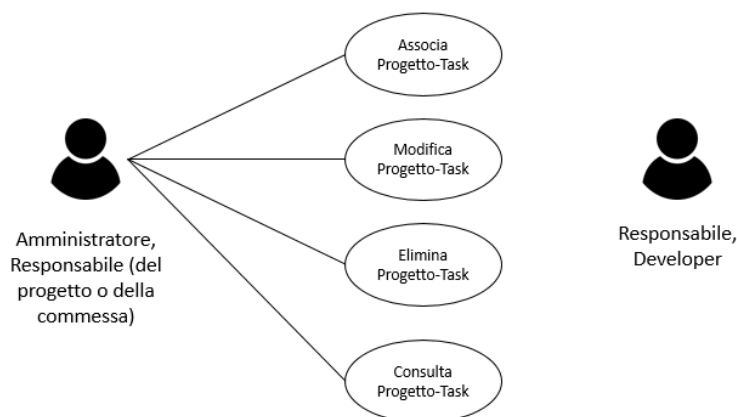 Associa
Progetto-Task
Modifica
Progetto-Task
Elimina
Progetto-Task
Consulta
Progetto-Task
Amministratore,
Responsabile (del
progetto o della
commessa)
Responsabile,
Developer